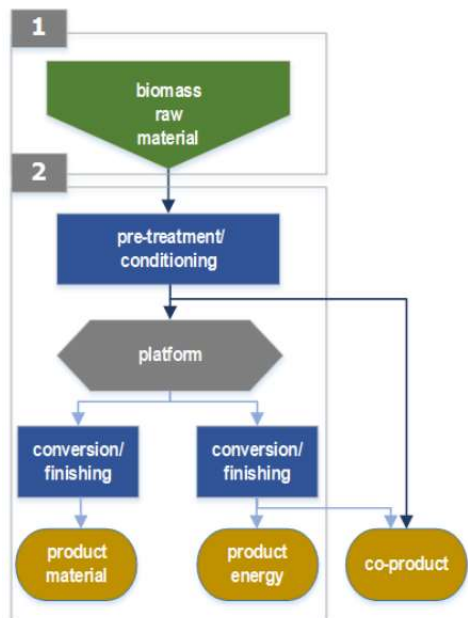 1
biomass
raw
material
2
pre-treatment/
conditioning
platform
conversion/
finishing
conversion/
finishing
product
material
product
energy
co-product